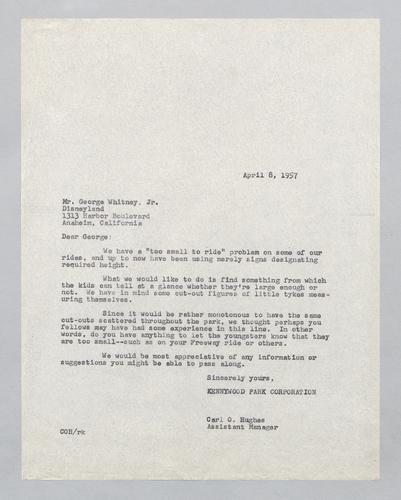 April 8, 1957
Mr. George Whitney, Jr.
Disneyland
1313 Harbor Boulevard
Anaheim, California
Dear George:
We have a "too small to ride" problem on some of our
rides, and up to now have been using merely signs designating
required height.
What we would like to do is find something from which
the kids can tell at a glance whether they're large enough or
not. We have in mind some cut-out figures of little tykes meas-
uring themselves.
Since it would be rather monotonous to have the same
cut-outs scattered throughout the park, we thought perhaps you
fellows may have had some experience in this line. In other
words, do you have anything to let the youngsters know that they
are too small--such as on your Freeway ride or others.
We would be most appreciative of any information or
suggestions you might be able to pass along.
Sincerely yours,
KENNYWOOD PARK CORPORATION
Carl O. Hughes
Assistant Manager
COH/rk